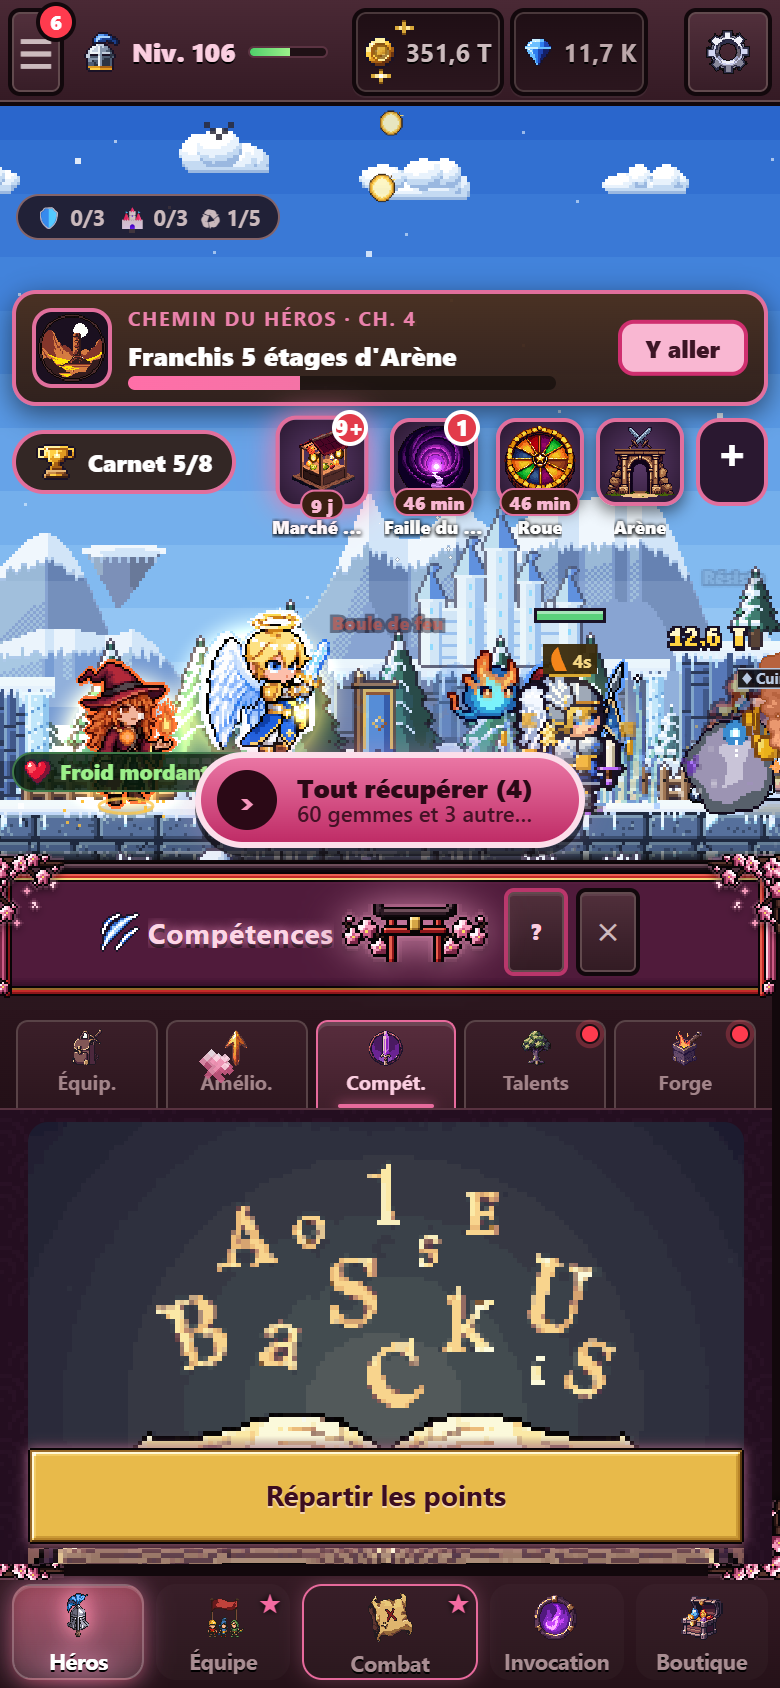 6
Niv. 106
351,6 T
11,7 K
0/3
0/3
1/5
CHEMIN DU HÉROS · CH. 4
Franchis 5 étages d'Arène
Y aller
Carnet 5/8
9+
9 j
Marché ...
1
46 min
Faille du ...
46 min
Roue
Arène
+
Boule de feu
12,6 T
4s
Froid mordant
Tout récupérer (4)
60 gemmes et 3 autre...
Compétences
?
Équip.
Amélio.
Compét.
Talents
Forge
A o 1 s E
B a S C k U i S
Répartir les points
Héros
Équipe
Combat
Invocation
Boutique